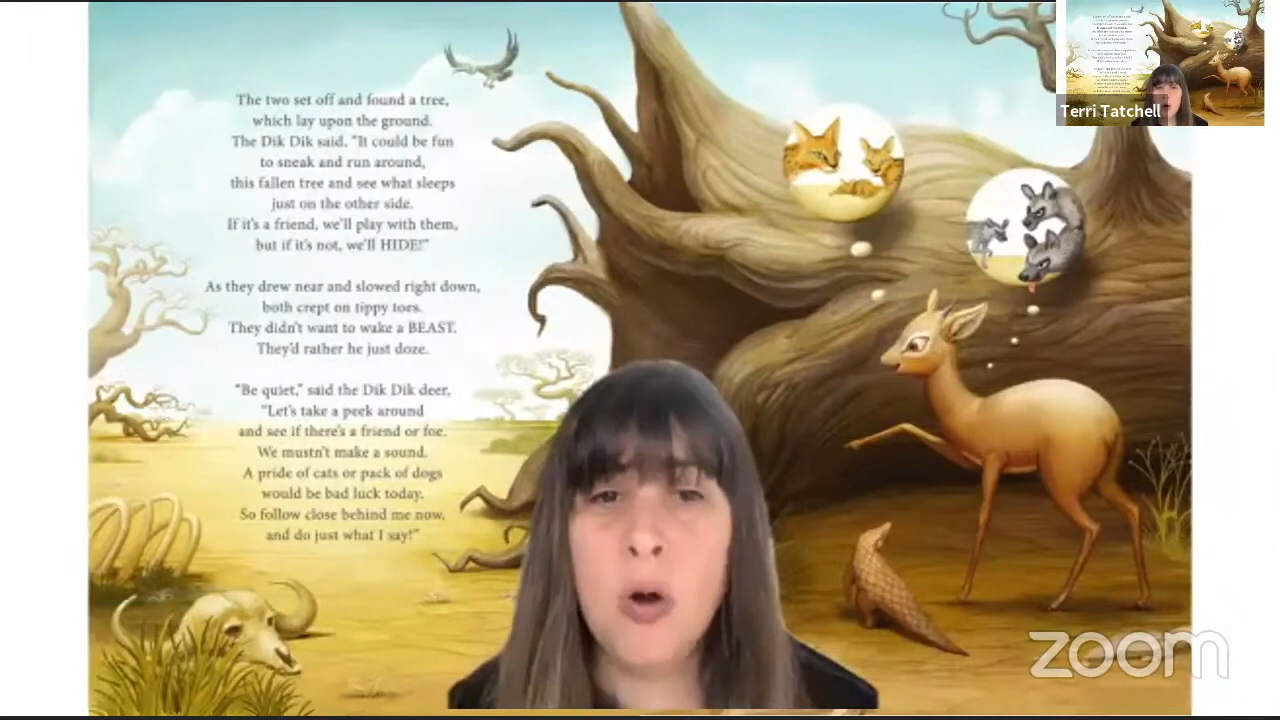 The two set off and found a tree,
which lay upon the ground.
The Dik Dik said, "It could be fun
to sneak and run around,
this fallen tree and see what sleeps
just on the other side.
If it's a friend, we'll play with them,
but if it's not, we'll HIDE!"
As they drew near and slowed right down,
both crept on tippy toes.
They didn't want to wake a BEAST.
They'd rather he just doze.
"Be quiet," said the Dik Dik deer,
"Let's take a peek around
and see if there's a friend or foe.
We mustn't make a sound.
A pride of cats or pack of dogs
would be bad luck today.
So follow close behind me now,
and do just what I say!"
Terri Tatchell
zoom